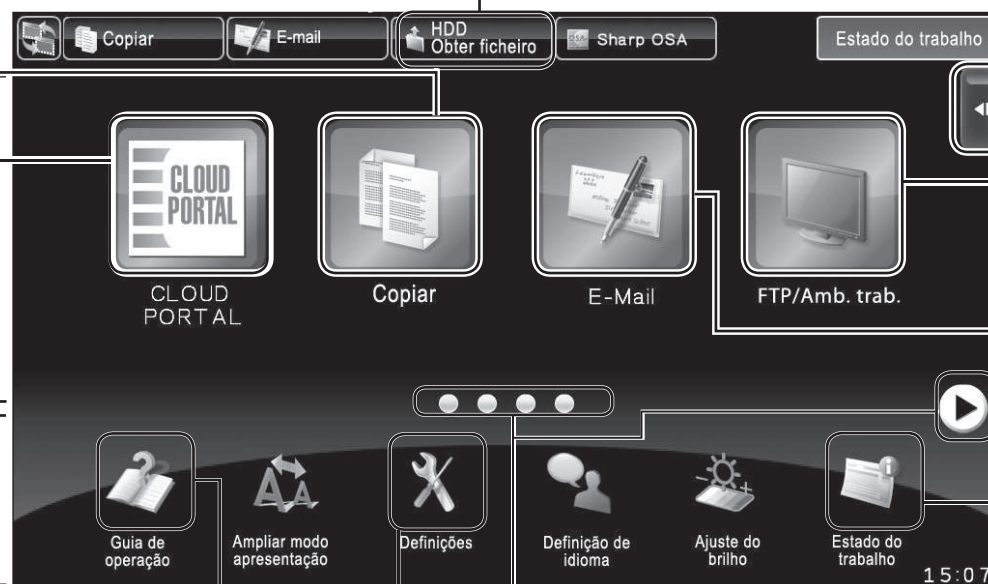 Copiar
E-mail
HDD
Obter ficheiro
OSA
Sharp OSA
Estado do trabalho
CLOUD
PORTAL
CLOUD
PORTAL
Copiar
E-Mail
FTP/Amb. trab.
Guia de
operação
Ampliar modo
apresentação
Definições
Definição de
idioma
Ajuste do
brilho
Estado do
trabalho
15:07